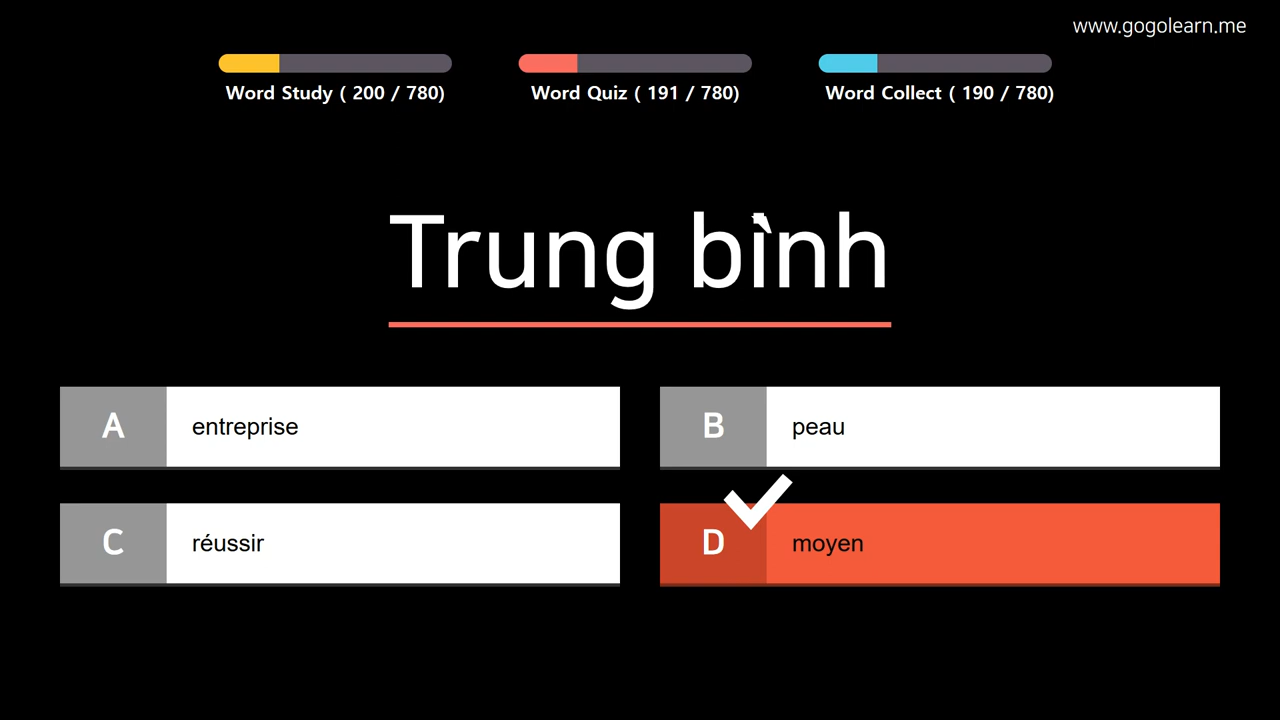 www.gogolearn.me
Word Study ( 200 / 780)
Word Quiz ( 191 / 780)
Word Collect ( 190 / 780)
Trung bình
A entreprise
B peau
C réussir
D moyen